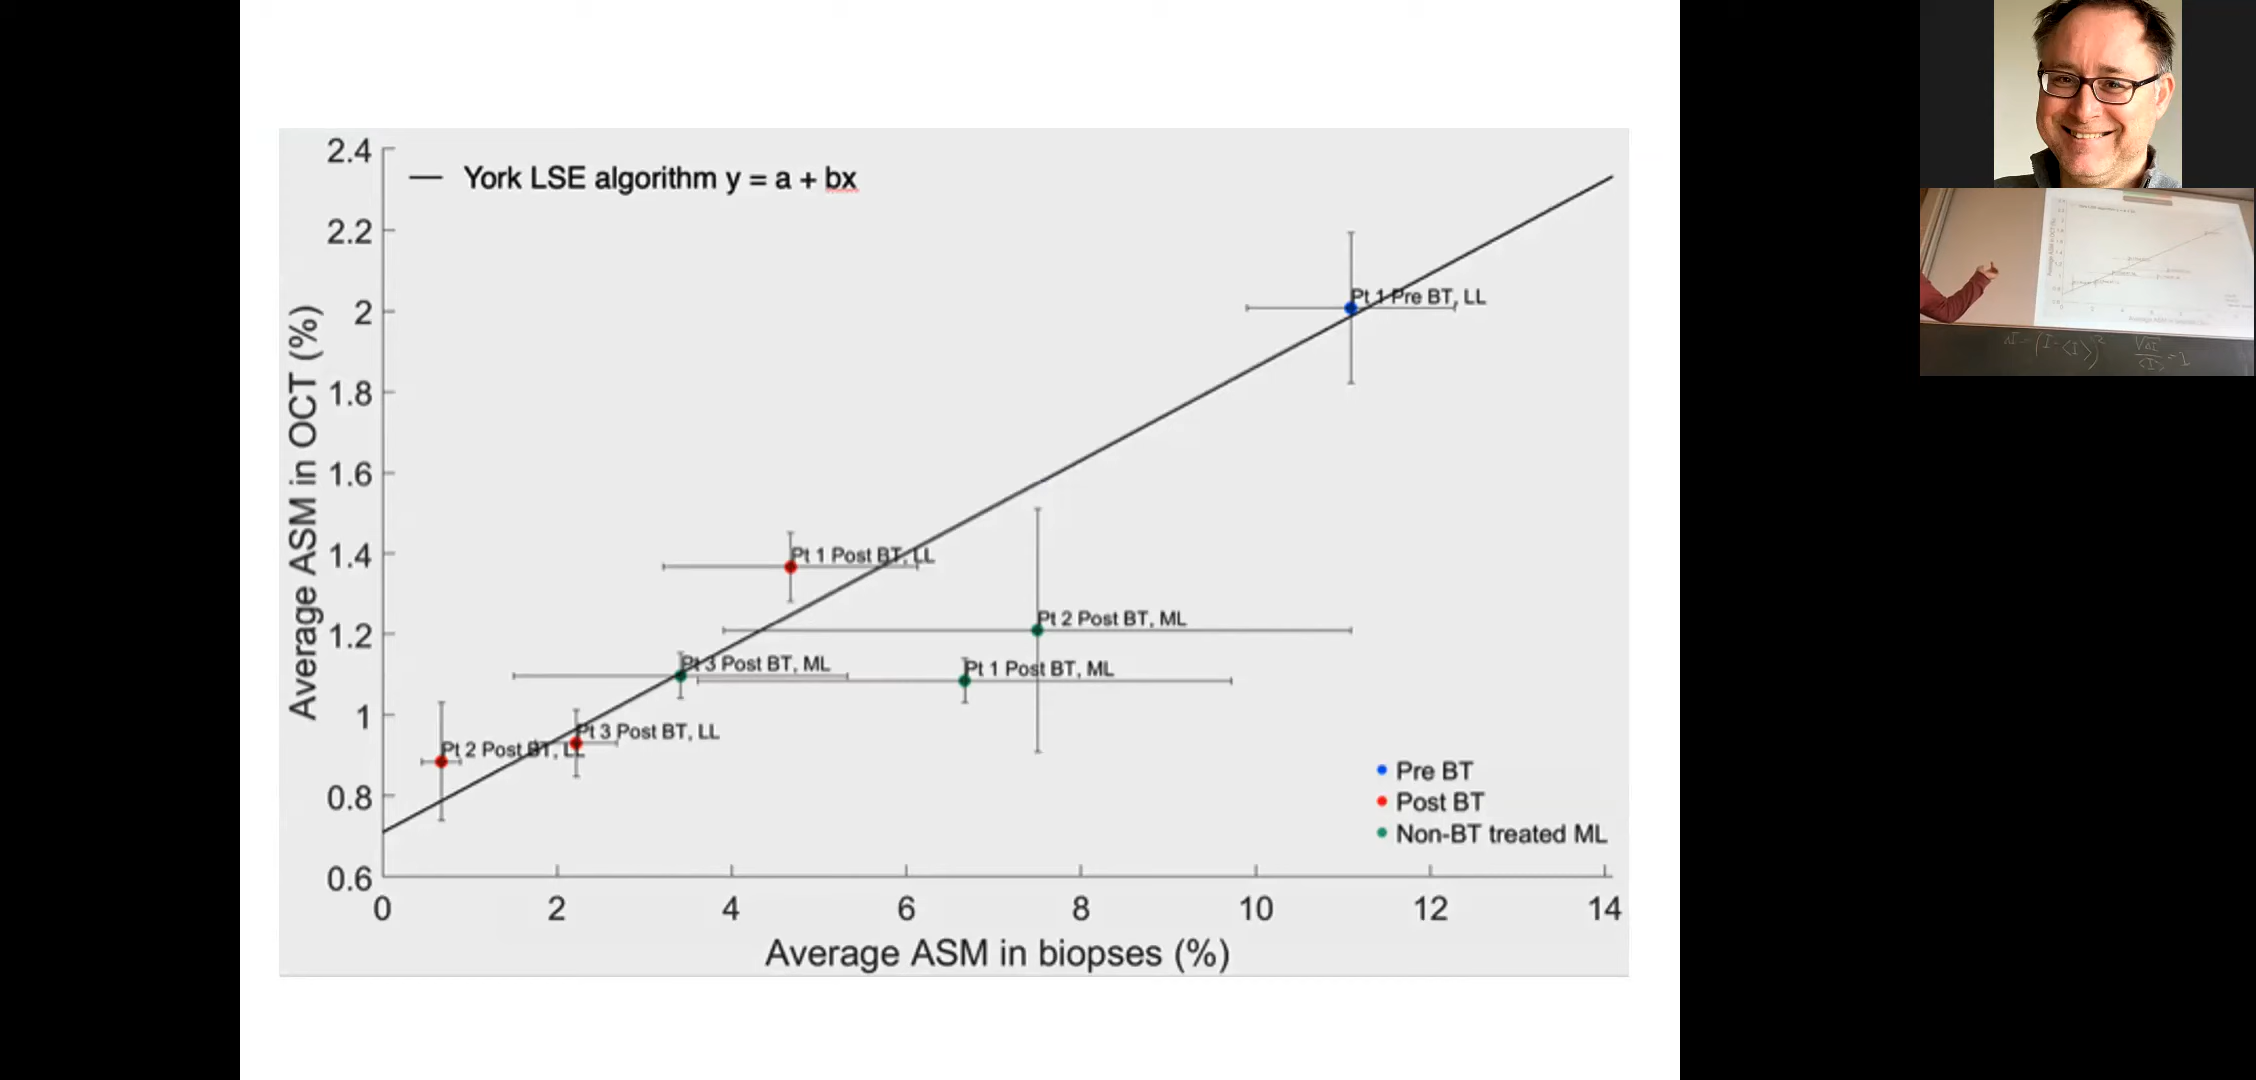 2.4
York LSE algorithm y = a + bx
2.2
2
1.8
1.6
1.4
1.2
1
0.8
0.6
0
2
4
6
8
10
12
14
Average ASM in OCT (%)
Average ASM in biopses (%)
Pt 1 Pre BT, LL
Pt 1 Post BT, LL
Pt 2 Post BT, ML
Pt 3 Post BT, ML
Pt 1 Post BT, ML
Pt 3 Post BT, LL
Pt 2 Post BT, LL
Pre BT
Post BT
Non-BT treated ML